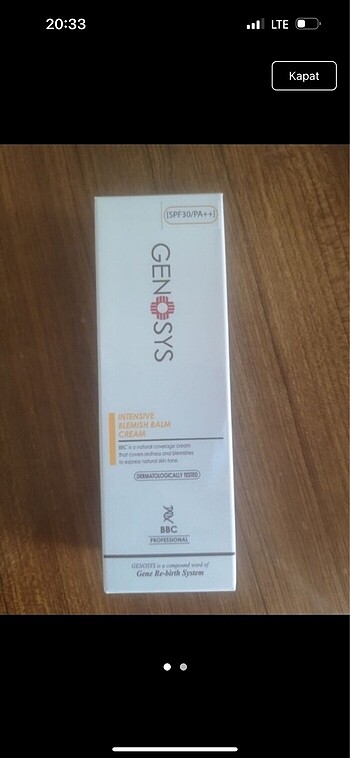 20:33
LTE
Kapat
[SPF30/PA++]
GENOSYS
INTENSIVE
BLEMISH BALM
CREAM
BBC is a natural coverage cream
that covers redness and blemishes
to express natural skin tone.
DERMATOLOGICALLY TESTED
BBC
PROFESSIONAL
GENOSYS is a compound word of
Gene Re-birth System